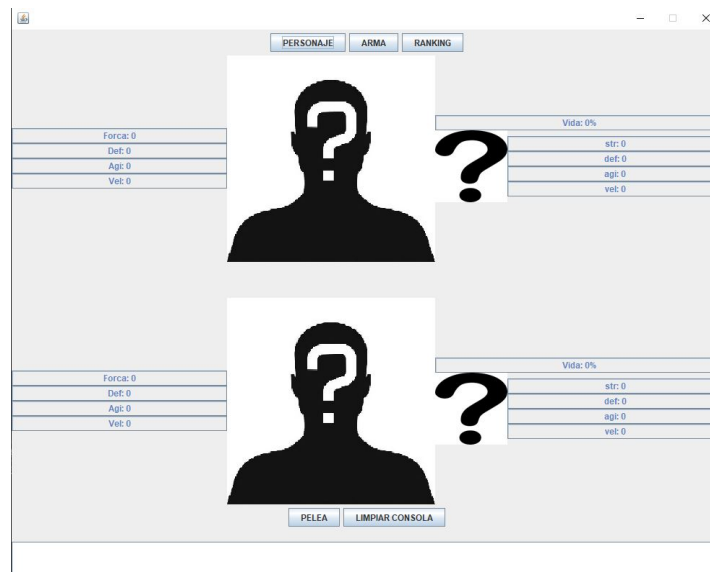 PERSONAJE ARMA RANKING
Vida: 0%
Forca: 0
Def: 0
Agi: 0
Vel: 0
?
?
str: 0
def: 0
agi: 0
vel: 0
Vida: 0%
Forca: 0
Def: 0
Agi: 0
Vel: 0
?
?
str: 0
def: 0
agi: 0
vel: 0
PELEA LIMPIAR CONSOLA